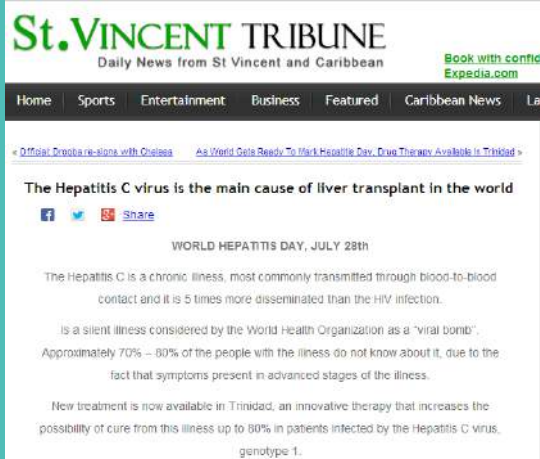 St.Vincent Tribune
Daily News from St Vincent and Caribbean
Book with confid
Expedia.com
Home Sports Entertainment Business Featured Caribbean News La
« Official: Drogba re-signs with Chelsea As World Gets Ready To Mark Hepatitis Day, Drug Therapy Available In Trinidad »
The Hepatitis C virus is the main cause of liver transplant in the world
Share
WORLD HEPATITIS DAY, JULY 28th
The Hepatitis C is a chronic illness, most commonly transmitted through blood-to-blood
contact and it is 5 times more disseminated than the HIV infection.
Is a silent illness considered by the World Health Organization as a "viral bomb".
Approximately 70% – 80% of the people with the illness do not know about it, due to the
fact that symptoms present in advanced stages of the illness.
New treatment is now available in Trinidad, an innovative therapy that increases the
possibility of cure from this illness up to 80% in patients infected by the Hepatitis C virus,
genotype 1.